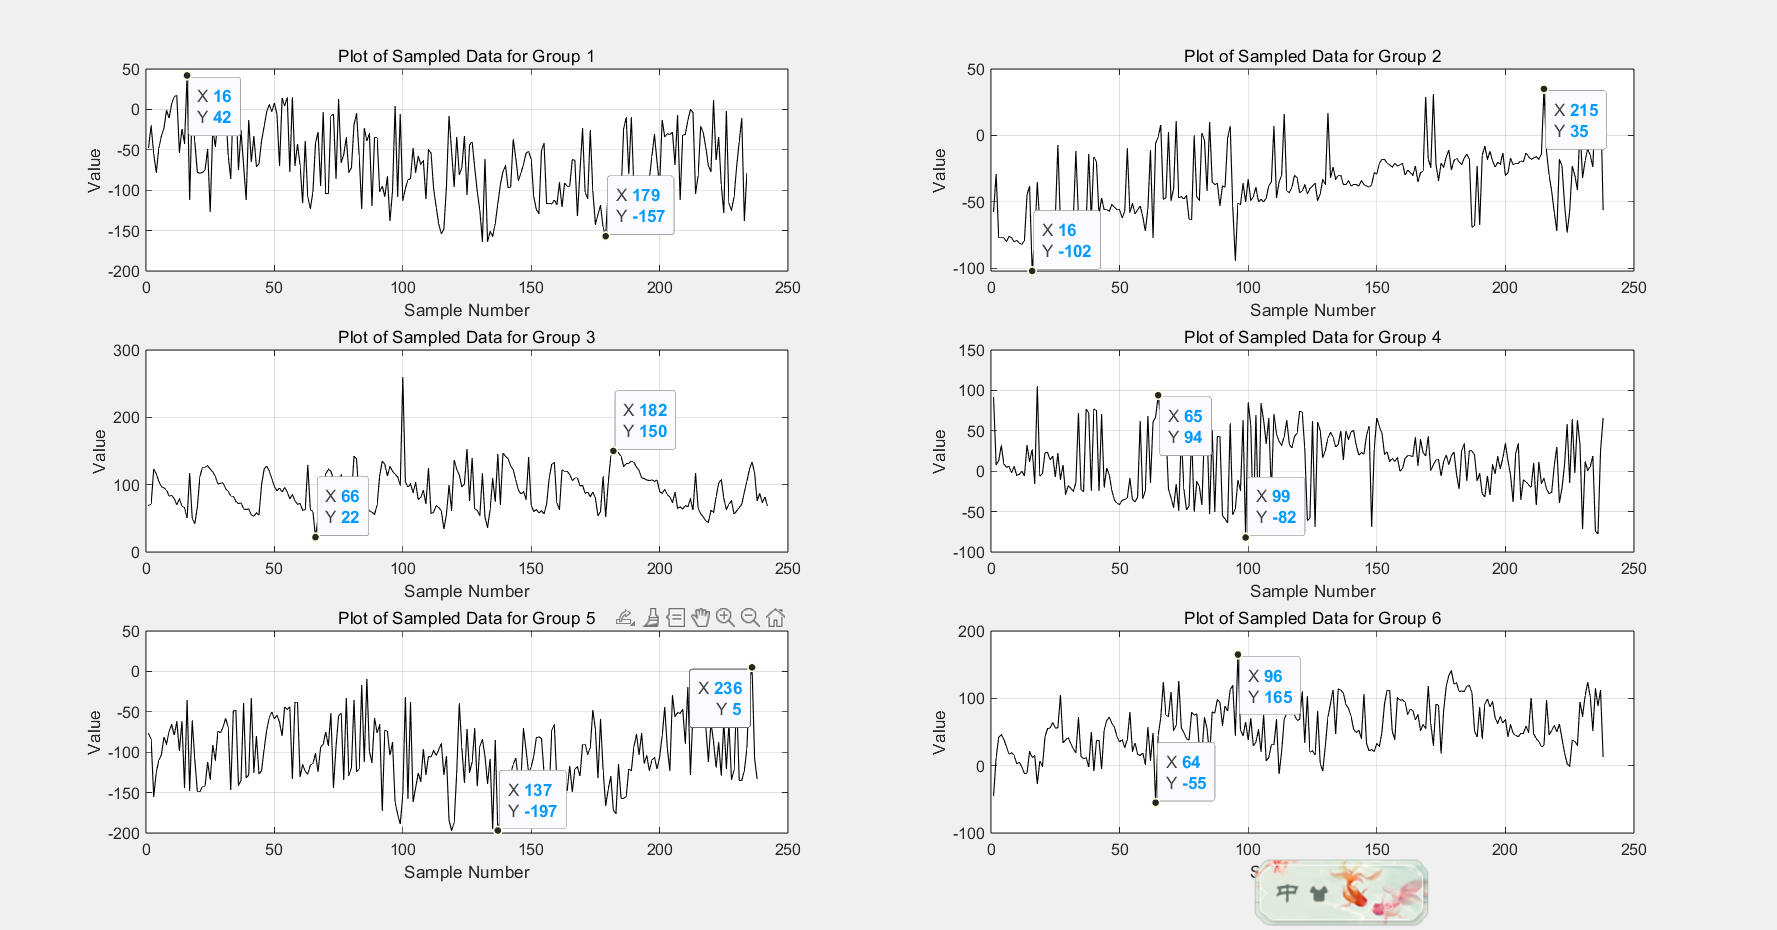 Plot of Sampled Data for Group 1
50
0
-50
-100
-150
-200
Value
X 16
Y 42
X 179
Y -157
0 50 100 150 200 250
Sample Number
Plot of Sampled Data for Group 2
50
0
-50
-100
Value
X 16
Y -102
X 215
Y 35
0 50 100 150 200 250
Sample Number
Plot of Sampled Data for Group 3
300
200
100
0
Value
X 66
Y 22
X 182
Y 150
0 50 100 150 200 250
Sample Number
Plot of Sampled Data for Group 4
150
100
50
0
-50
-100
Value
X 65
Y 94
X 99
Y -82
0 50 100 150 200 250
Sample Number
Plot of Sampled Data for Group 5
50
0
-50
-100
-150
-200
Value
X 236
Y 5
X 137
Y -197
0 50 100 150 200 250
Sample Number
Plot of Sampled Data for Group 6
200
100
0
-100
Value
X 96
Y 165
X 64
Y -55
0 50 100 150 200 250
中